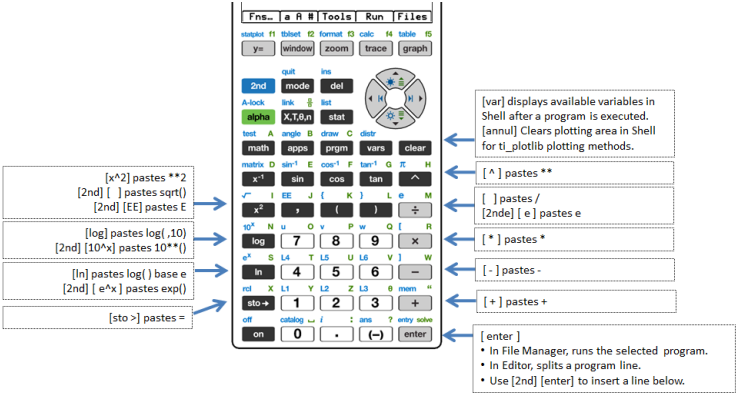 Fns… a A # Tools Run Files
statplot f1 tblset f2 format f3 calc f4 table f5
y= window zoom trace graph
quit ins
2nd mode del
A-lock link list
alpha X,T,θ,n stat
test A angle B draw C distr
math apps prgm vars clear
matrix D sin-1 E cos-1 F tan-1 G π H
x-1 sin cos tan ^
√ I EE J { K } L e M
x² , ( ) ÷
10x N u O v P w Q [ R
log 7 8 9 ×
ex S L4 T L5 U L6 V ] W
ln 4 5 6 −
rcl X L1 Y L2 Z L3 θ mem "
sto→ 1 2 3 +
off catalog ⎵ i : ans ? entry solve
on 0 . (–) enter
[x^2] pastes **2
[2nd] [ ] pastes sqrt()
[2nd] [EE] pastes E
[log] pastes log( ,10)
[2nd] [10^x] pastes 10**()
[ln] pastes log( ) base e
[2nd] [ e^x ] pastes exp()
[sto >] pastes =
[var] displays available variables in
Shell after a program is executed.
[annul] Clears plotting area in Shell
for ti_plotlib plotting methods.
[ ^ ] pastes **
[ ] pastes /
[2nde] [ e ] pastes e
[ * ] pastes *
[ - ] pastes -
[ + ] pastes +
[ enter ]
• In File Manager, runs the selected program.
• In Editor, splits a program line.
• Use [2nd] [enter] to insert a line below.